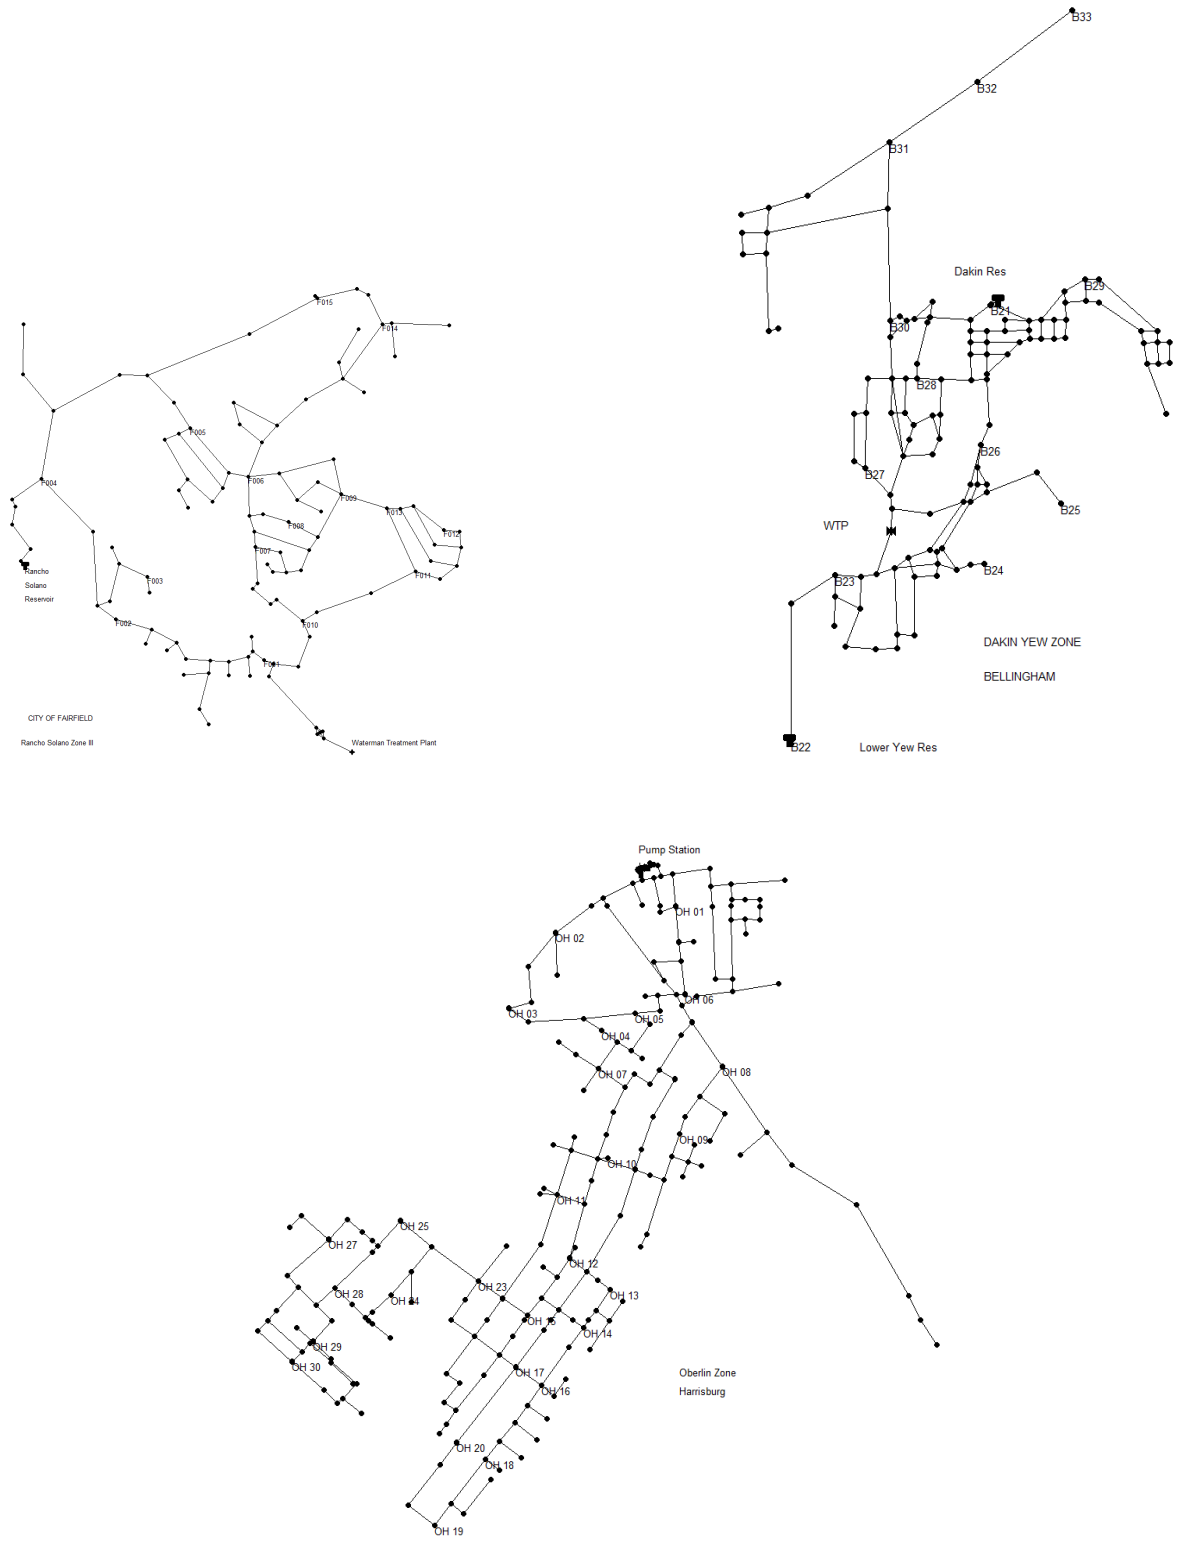 B33
B32
B31
Dakin Res
B29
B21
F015
B30
F014
B28
F005
B26
F004
F006
B27
F009
B25
F013
F008
WTP
F012
F007
B24
Rancho
F011
B23
F003
Solano
Reservoir
F002
F010
DAKIN YEW ZONE
F001
BELLINGHAM
CITY OF FAIRFIELD
Rancho Solano Zone III
Waterman Treatment Plant
B22
Lower Yew Res
Pump Station
OH 01
OH 02
OH 06
OH 03
OH 05
OH 04
OH 07
OH 08
OH 09
OH 10
OH 11
OH 25
OH 27
OH 12
OH 23
OH 28
OH 13
OH 24
OH 15
OH 14
OH 29
OH 30
OH 17
Oberlin Zone
OH 16
Harrisburg
OH 20
OH 18
OH 19